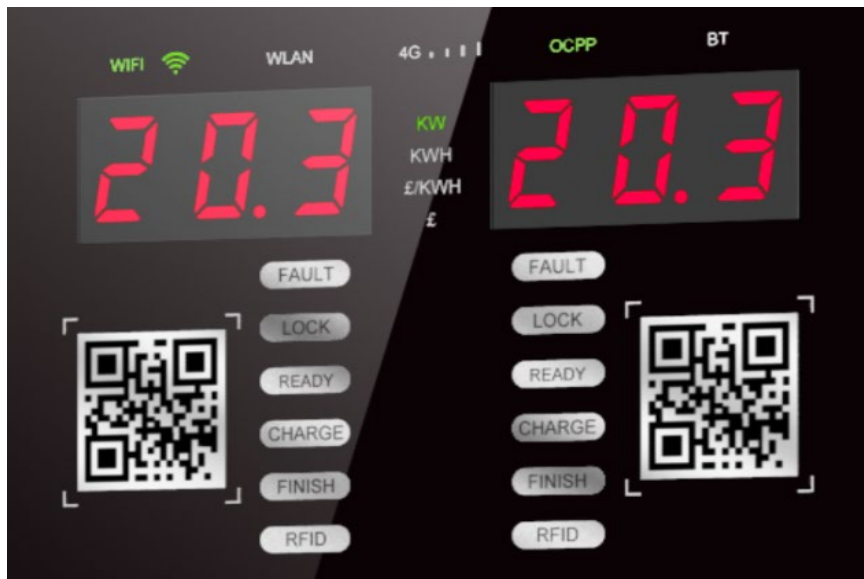 WIFI WLAN 4G OCPP BT
20.3 20.3
KW
KWH
£/KWH
£
FAULT FAULT
LOCK LOCK
READY READY
CHARGE CHARGE
FINISH FINISH
RFID RFID